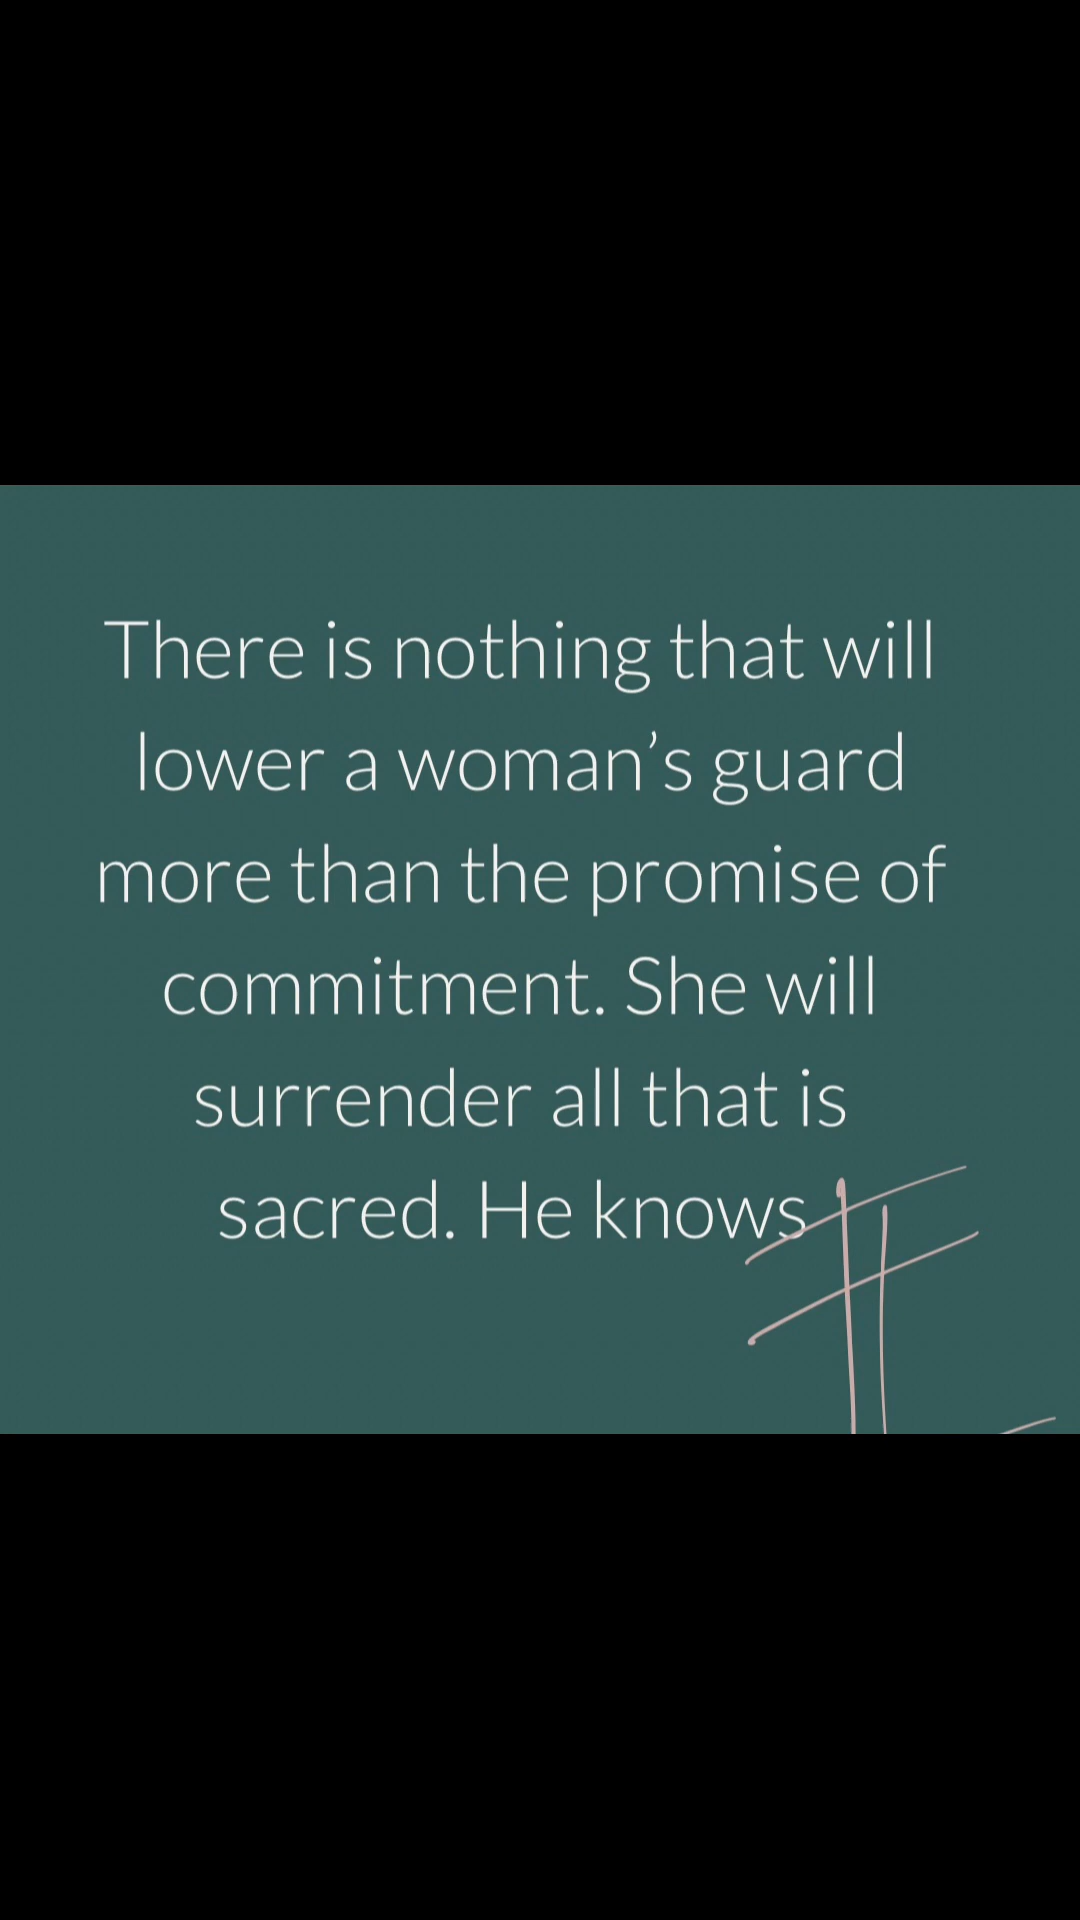 There is nothing that will
lower a woman’s guard
more than the promise of
commitment. She will
surrender all that is
sacred. He knows